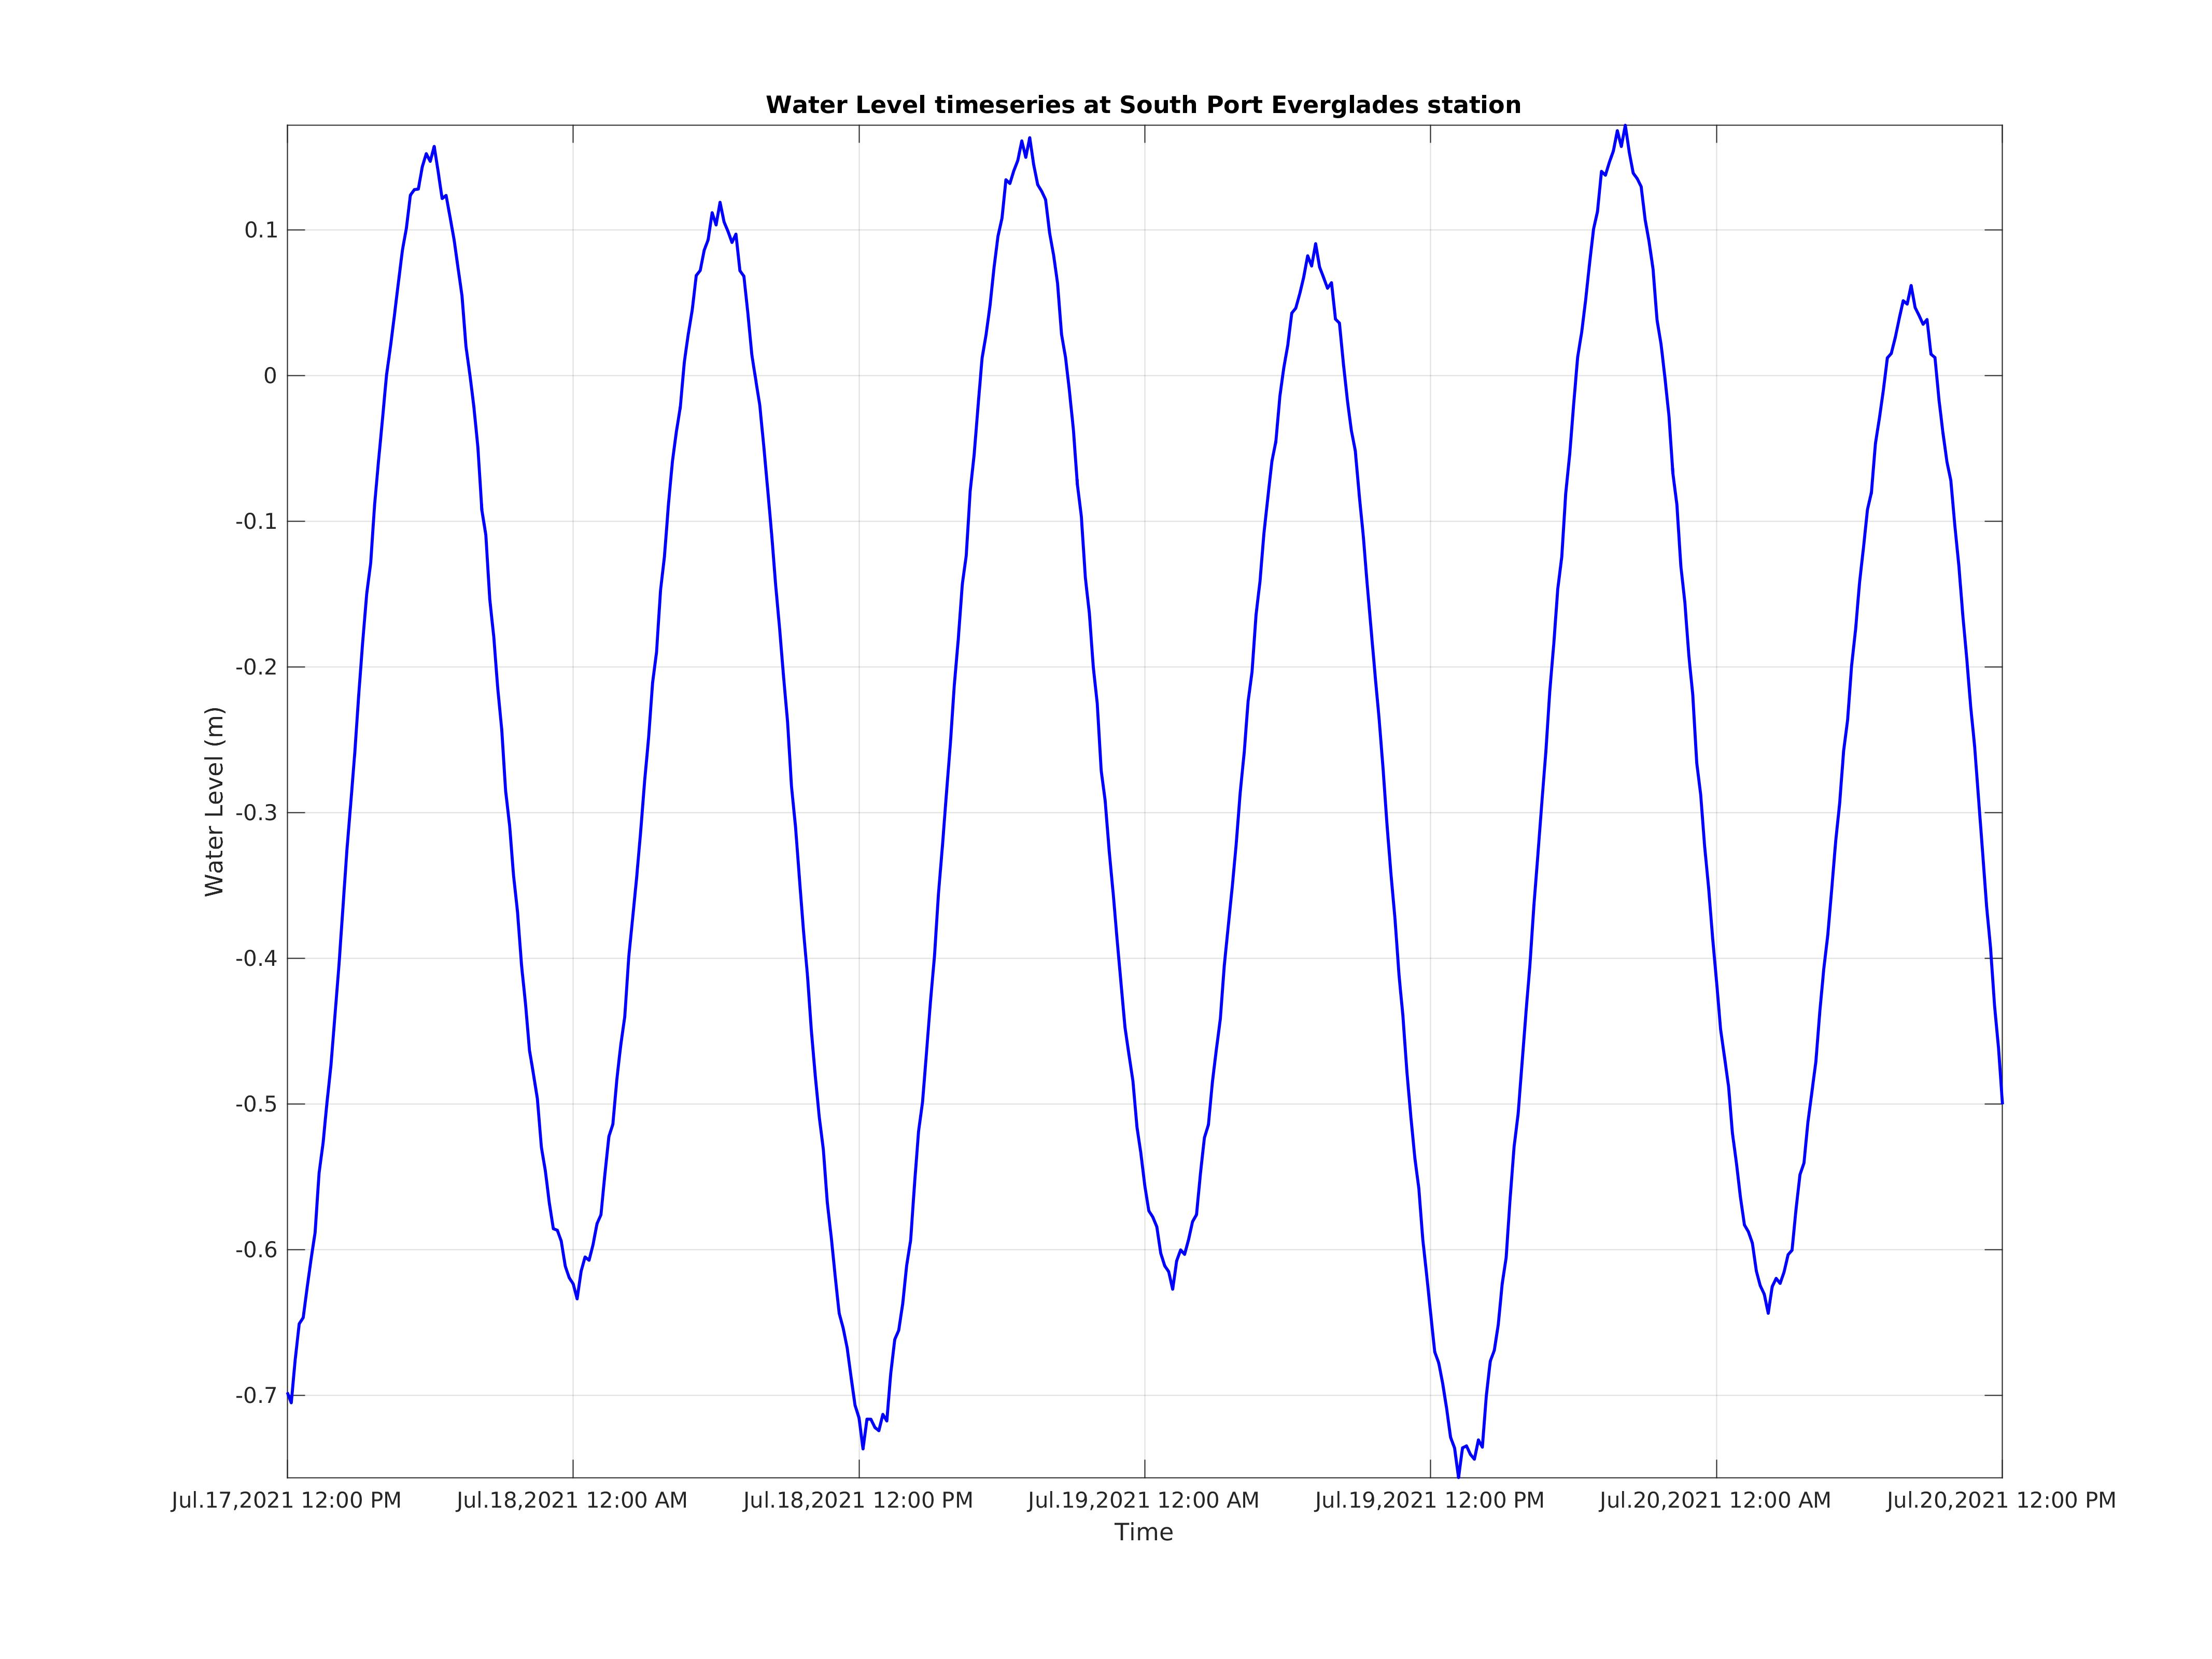 Water Level timeseries at South Port Everglades station
0.1
0
-0.1
-0.2
-0.3
-0.4
-0.5
-0.6
-0.7
Water Level (m)
Jul.17,2021 12:00 PM Jul.18,2021 12:00 AM Jul.18,2021 12:00 PM Jul.19,2021 12:00 AM Jul.19,2021 12:00 PM Jul.20,2021 12:00 AM Jul.20,2021 12:00 PM
Time